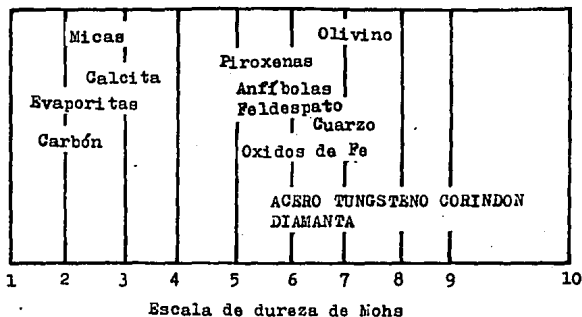 Micas
Olivino
Piroxenas
Calcita
Anfíbolas
Evaporitas
Feldespato
Cuarzo
Carbón
Oxidos de Fe
ACERO TUNGSTENO CORINDON
DIAMANTA
1 2 3 4 5 6 7 8 9 10
Escala de dureza de Mohs